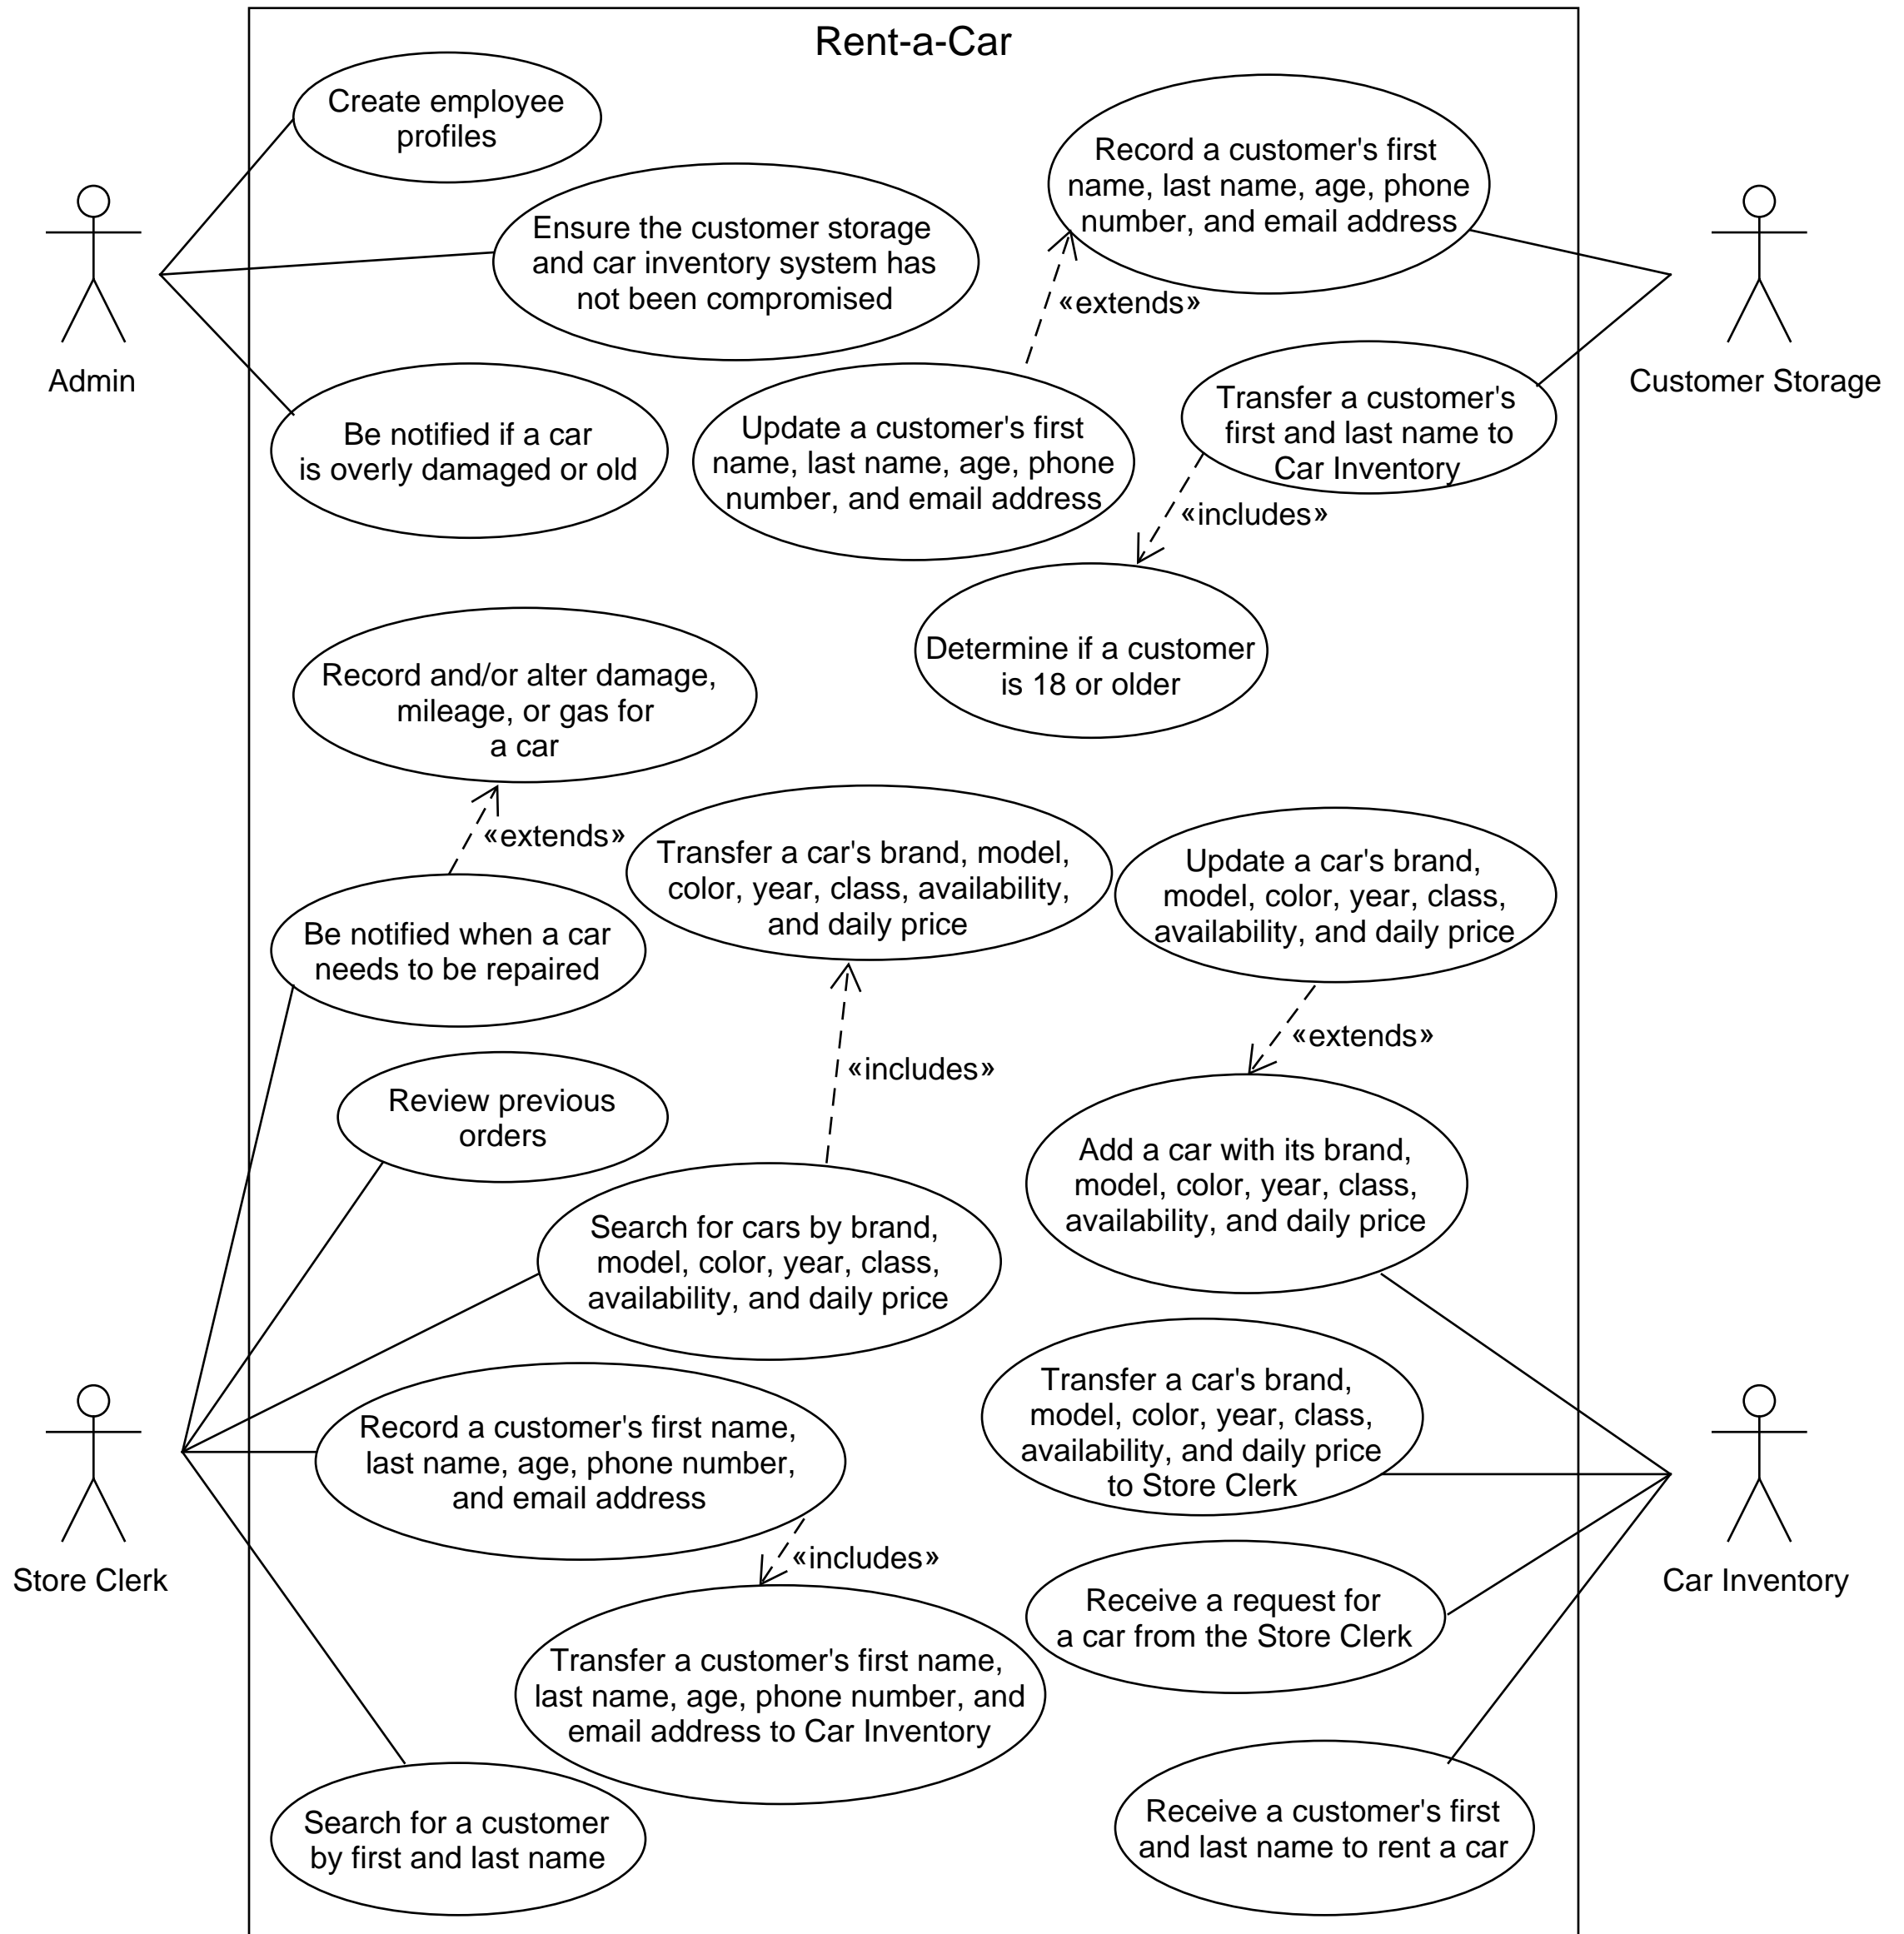 Rent-a-Car
Create employee
profiles
Record a customer's first
name, last name, age, phone
number, and email address
Ensure the customer storage
and car inventory system has
not been compromised
«extends»
Admin
Customer Storage
Be notified if a car
is overly damaged or old
Update a customer's first
name, last name, age, phone
number, and email address
Transfer a customer's
first and last name to
Car Inventory
«includes»
Determine if a customer
is 18 or older
Record and/or alter damage,
mileage, or gas for
a car
«extends»
Transfer a car's brand, model,
color, year, class, availability,
and daily price
Update a car's brand,
model, color, year, class,
availability, and daily price
Be notified when a car
needs to be repaired
«includes»
«extends»
Review previous
orders
Add a car with its brand,
model, color, year, class,
availability, and daily price
Search for cars by brand,
model, color, year, class,
availability, and daily price
Transfer a car's brand,
model, color, year, class,
availability, and daily price
to Store Clerk
Record a customer's first name,
last name, age, phone number,
and email address
«includes»
Store Clerk
Car Inventory
Receive a request for
a car from the Store Clerk
Transfer a customer's first name,
last name, age, phone number, and
email address to Car Inventory
Search for a customer
by first and last name
Receive a customer's first
and last name to rent a car